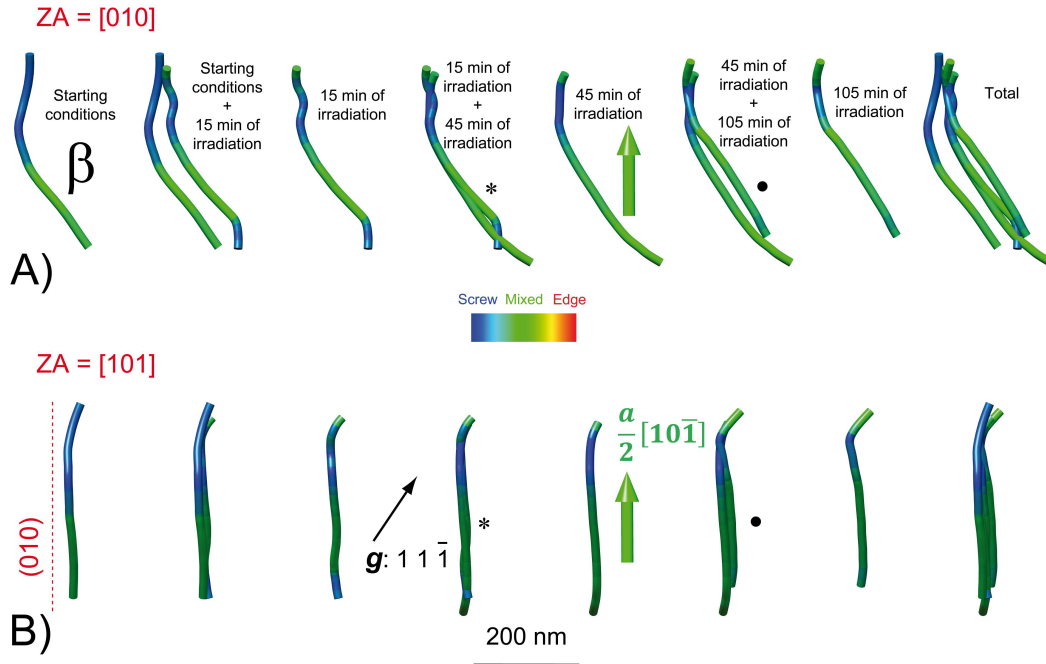 ZA = [010]
Starting
conditions
β
Starting
conditions
+
15 min of
irradiation
15 min of
irradiation
15 min of
irradiation
+
45 min of
irradiation
*
45 min of
irradiation
45 min of
irradiation
+
105 min of
irradiation
●
105 min of
irradiation
Total
A)
Screw Mixed Edge
ZA = [101]
(010)
g: 1 1 1̅
*
a/2 [101̅]
●
B)
200 nm